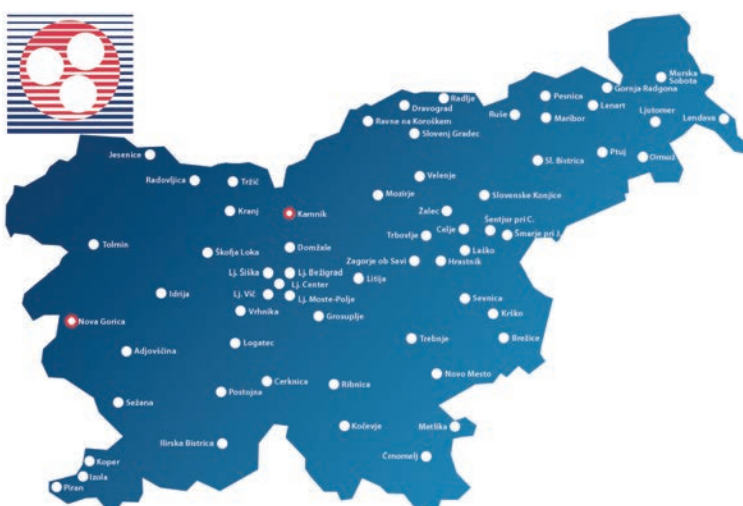 Murska
Sobota
Gornja Radgona
Radlje
Pesnica
Dravograd
Lenart
Ruše
Maribor
Ljutomer
Lendava
Ravne na Koroškem
Slovenj Gradec
Jesenice
Ptuj
Ormož
Sl. Bistrica
Radovljica
Tržič
Velenje
Mozirje
Slovenske Konjice
Kranj
Kamnik
Žalec
Šentjur pri C.
Celje
Trbovlje
Šmarje pri J.
Tolmin
Škofja Loka
Domžale
Laško
Zagorje ob Savi
Hrastnik
Lj. Šiška
Lj. Bežigrad
Litija
Lj. Center
Idrija
Lj. Vič
Lj. Moste-Polje
Sevnica
Vrhnika
Grosuplje
Krško
Nova Gorica
Trebnje
Brežice
Logatec
Adjovščina
Novo Mesto
Cerknica
Ribnica
Postojna
Sežana
Kočevje
Metlika
Ilirska Bistrica
Črnomelj
Koper
Izola
Piran